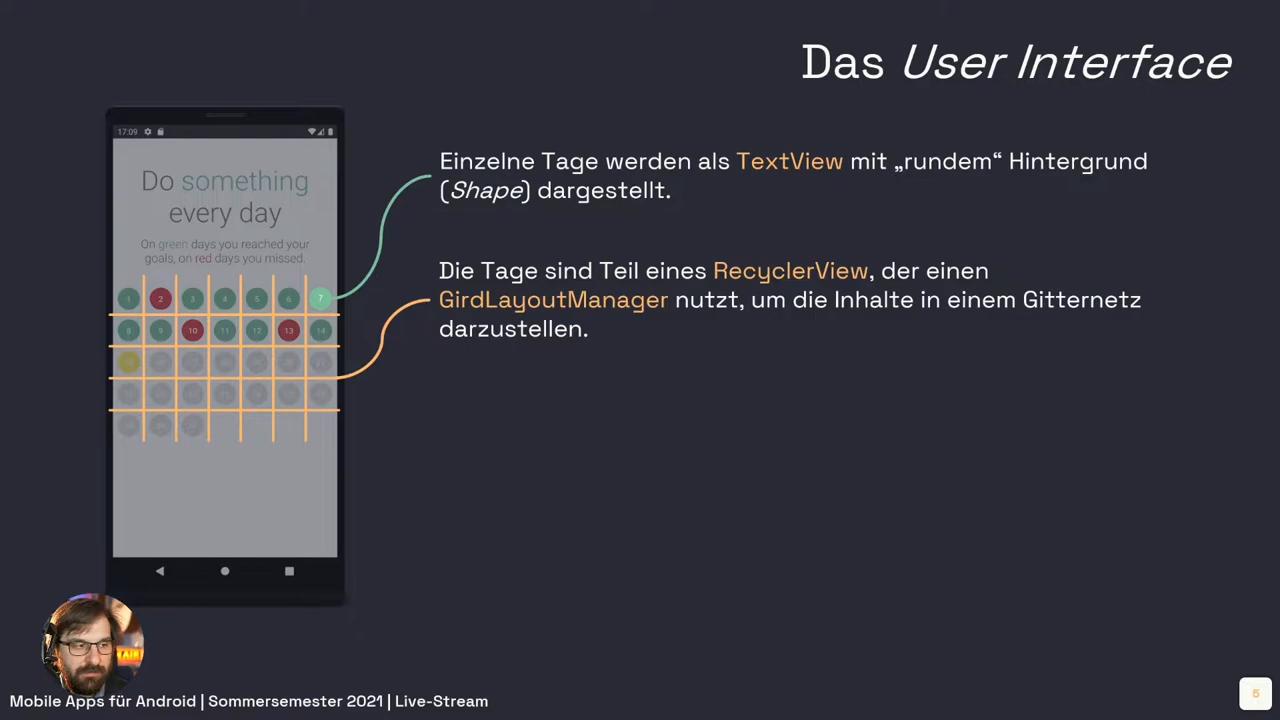 Das User Interface
17:09
Do something
every day
On green days you reached your
goals, on red days you missed.
1 2 3 4 5 6 7
8 9 10 11 12 13 14
Einzelne Tage werden als TextView mit „rundem“ Hintergrund
(Shape) dargestellt.
Die Tage sind Teil eines RecyclerView, der einen
GirdLayoutManager nutzt, um die Inhalte in einem Gitternetz
darzustellen.
Mobile Apps für Android | Sommersemester 2021 | Live-Stream
5